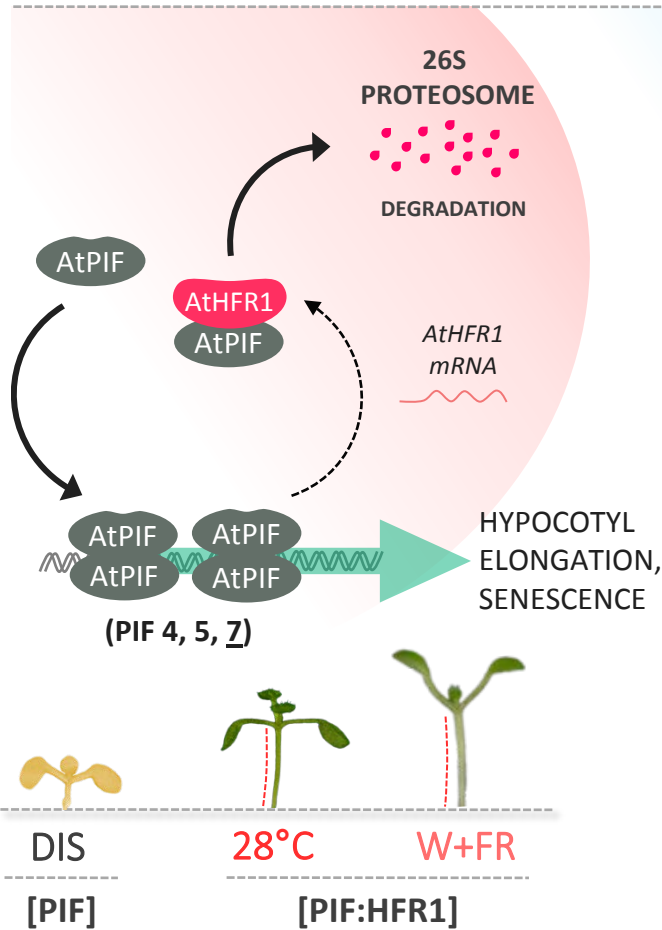 26S
PROTEOSOME
DEGRADATION
AtPIF
AtHFR1
AtPIF
AtHFR1
mRNA
AtPIF
AtPIF
AtPIF
AtPIF
HYPOCOTYL
ELONGATION,
SENESCENCE
(PIF 4, 5, 7)
DIS
28°C
W+FR
[PIF]
[PIF:HFR1]